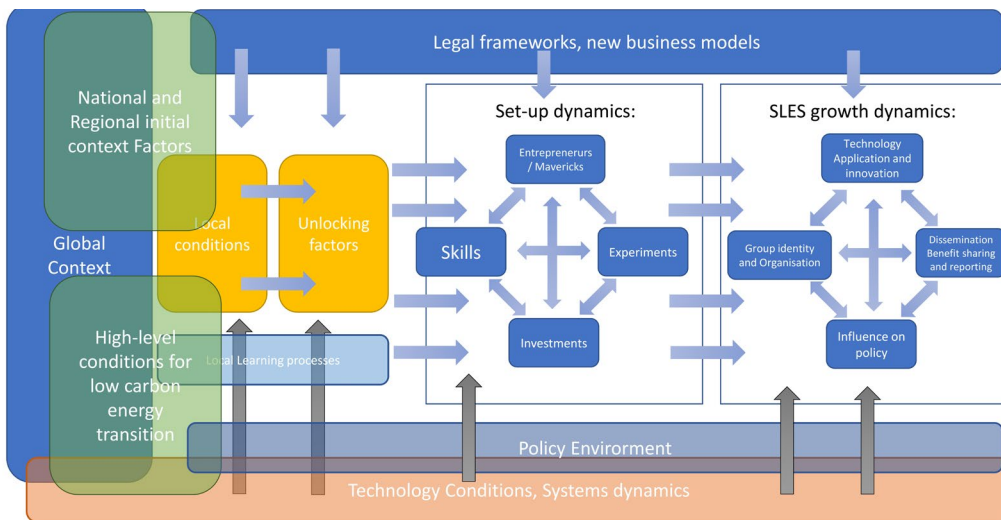 Legal frameworks, new business models
National and
Regional initial
context Factors
Global
Context
High-level
conditions for
low carbon
energy
transition
Local
conditions
Unlocking
factors
Local Learning processes
Set-up dynamics:
Entrepreneurs
/ Mavericks
Skills
Experiments
Investments
SLES growth dynamics:
Technology
Application and
innovation
Group identity
and Organisation
Dissemination
Benefit sharing
and reporting
Influence on
policy
Policy Envirorment
Technology Conditions, Systems dynamics